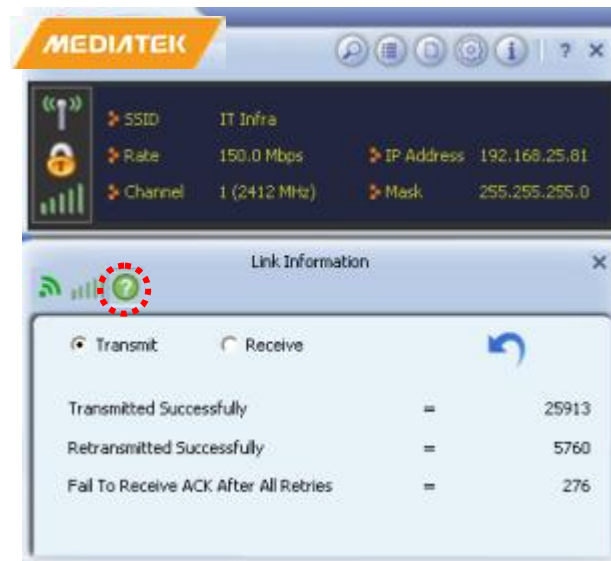 MEDIATEK
? ×
SSID IT Infra
Rate 150.0 Mbps IP Address 192.168.25.81
Channel 1 (2412 MHz) Mask 255.255.255.0
Link Information ×
?
Transmit Receive
Transmitted Successfully = 25913
Retransmitted Successfully = 5760
Fail To Receive ACK After All Retries = 276